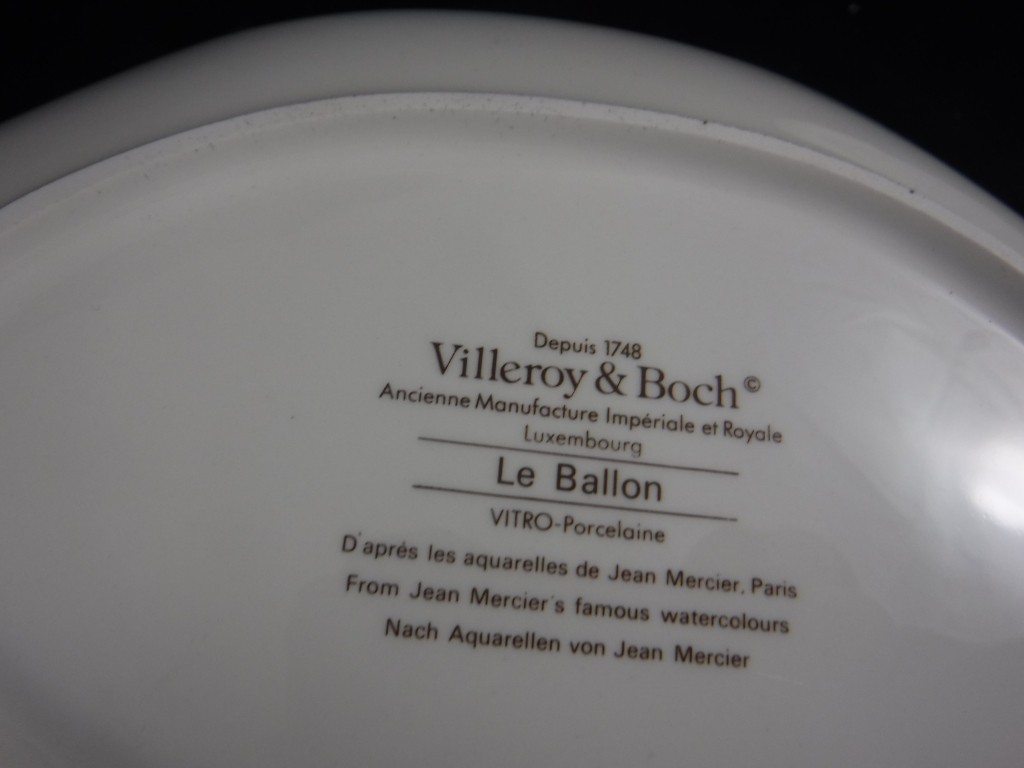 Depuis 1748
Villeroy & Boch©
Ancienne Manufacture Impériale et Royale
Luxembourg
Le Ballon
VITRO-Porcelaine
D'aprés les aquarelles de Jean Mercier, Paris
From Jean Mercier's famous watercolours
Nach Aquarellen von Jean Mercier